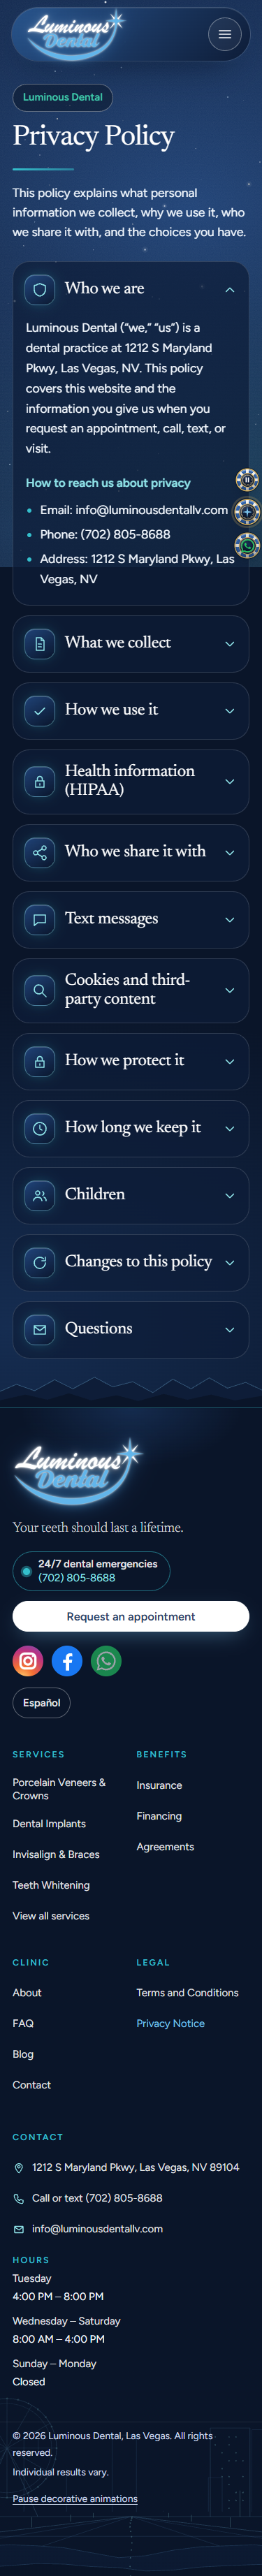 Luminous
Dental
Luminous Dental
Privacy Policy
This policy explains what personal
information we collect, why we use it, who
we share it with, and the choices you have.
Who we are
Luminous Dental (“we,” “us”) is a
dental practice at 1212 S Maryland
Pkwy, Las Vegas, NV. This policy
covers this website and the
information you give us when you
request an appointment, call, text, or
visit.
How to reach us about privacy
Email: info@luminousdentallv.com
Phone: (702) 805-8688
Address: 1212 S Maryland Pkwy, Las
Vegas, NV
What we collect
How we use it
Health information
(HIPAA)
Who we share it with
Text messages
Cookies and third-
party content
How we protect it
How long we keep it
Children
Changes to this policy
Questions
Luminous
Dental
Your teeth should last a lifetime.
24/7 dental emergencies
(702) 805-8688
Request an appointment
Español
SERVICES
Porcelain Veneers &
Crowns
Dental Implants
Invisalign & Braces
Teeth Whitening
View all services
BENEFITS
Insurance
Financing
Agreements
CLINIC
About
FAQ
Blog
Contact
LEGAL
Terms and Conditions
Privacy Notice
CONTACT
1212 S Maryland Pkwy, Las Vegas, NV 89104
Call or text (702) 805-8688
info@luminousdentallv.com
HOURS
Tuesday
4:00 PM – 8:00 PM
Wednesday – Saturday
8:00 AM – 4:00 PM
Sunday – Monday
Closed
© 2026 Luminous Dental, Las Vegas. All rights
reserved.
Individual results vary.
Pause decorative animations